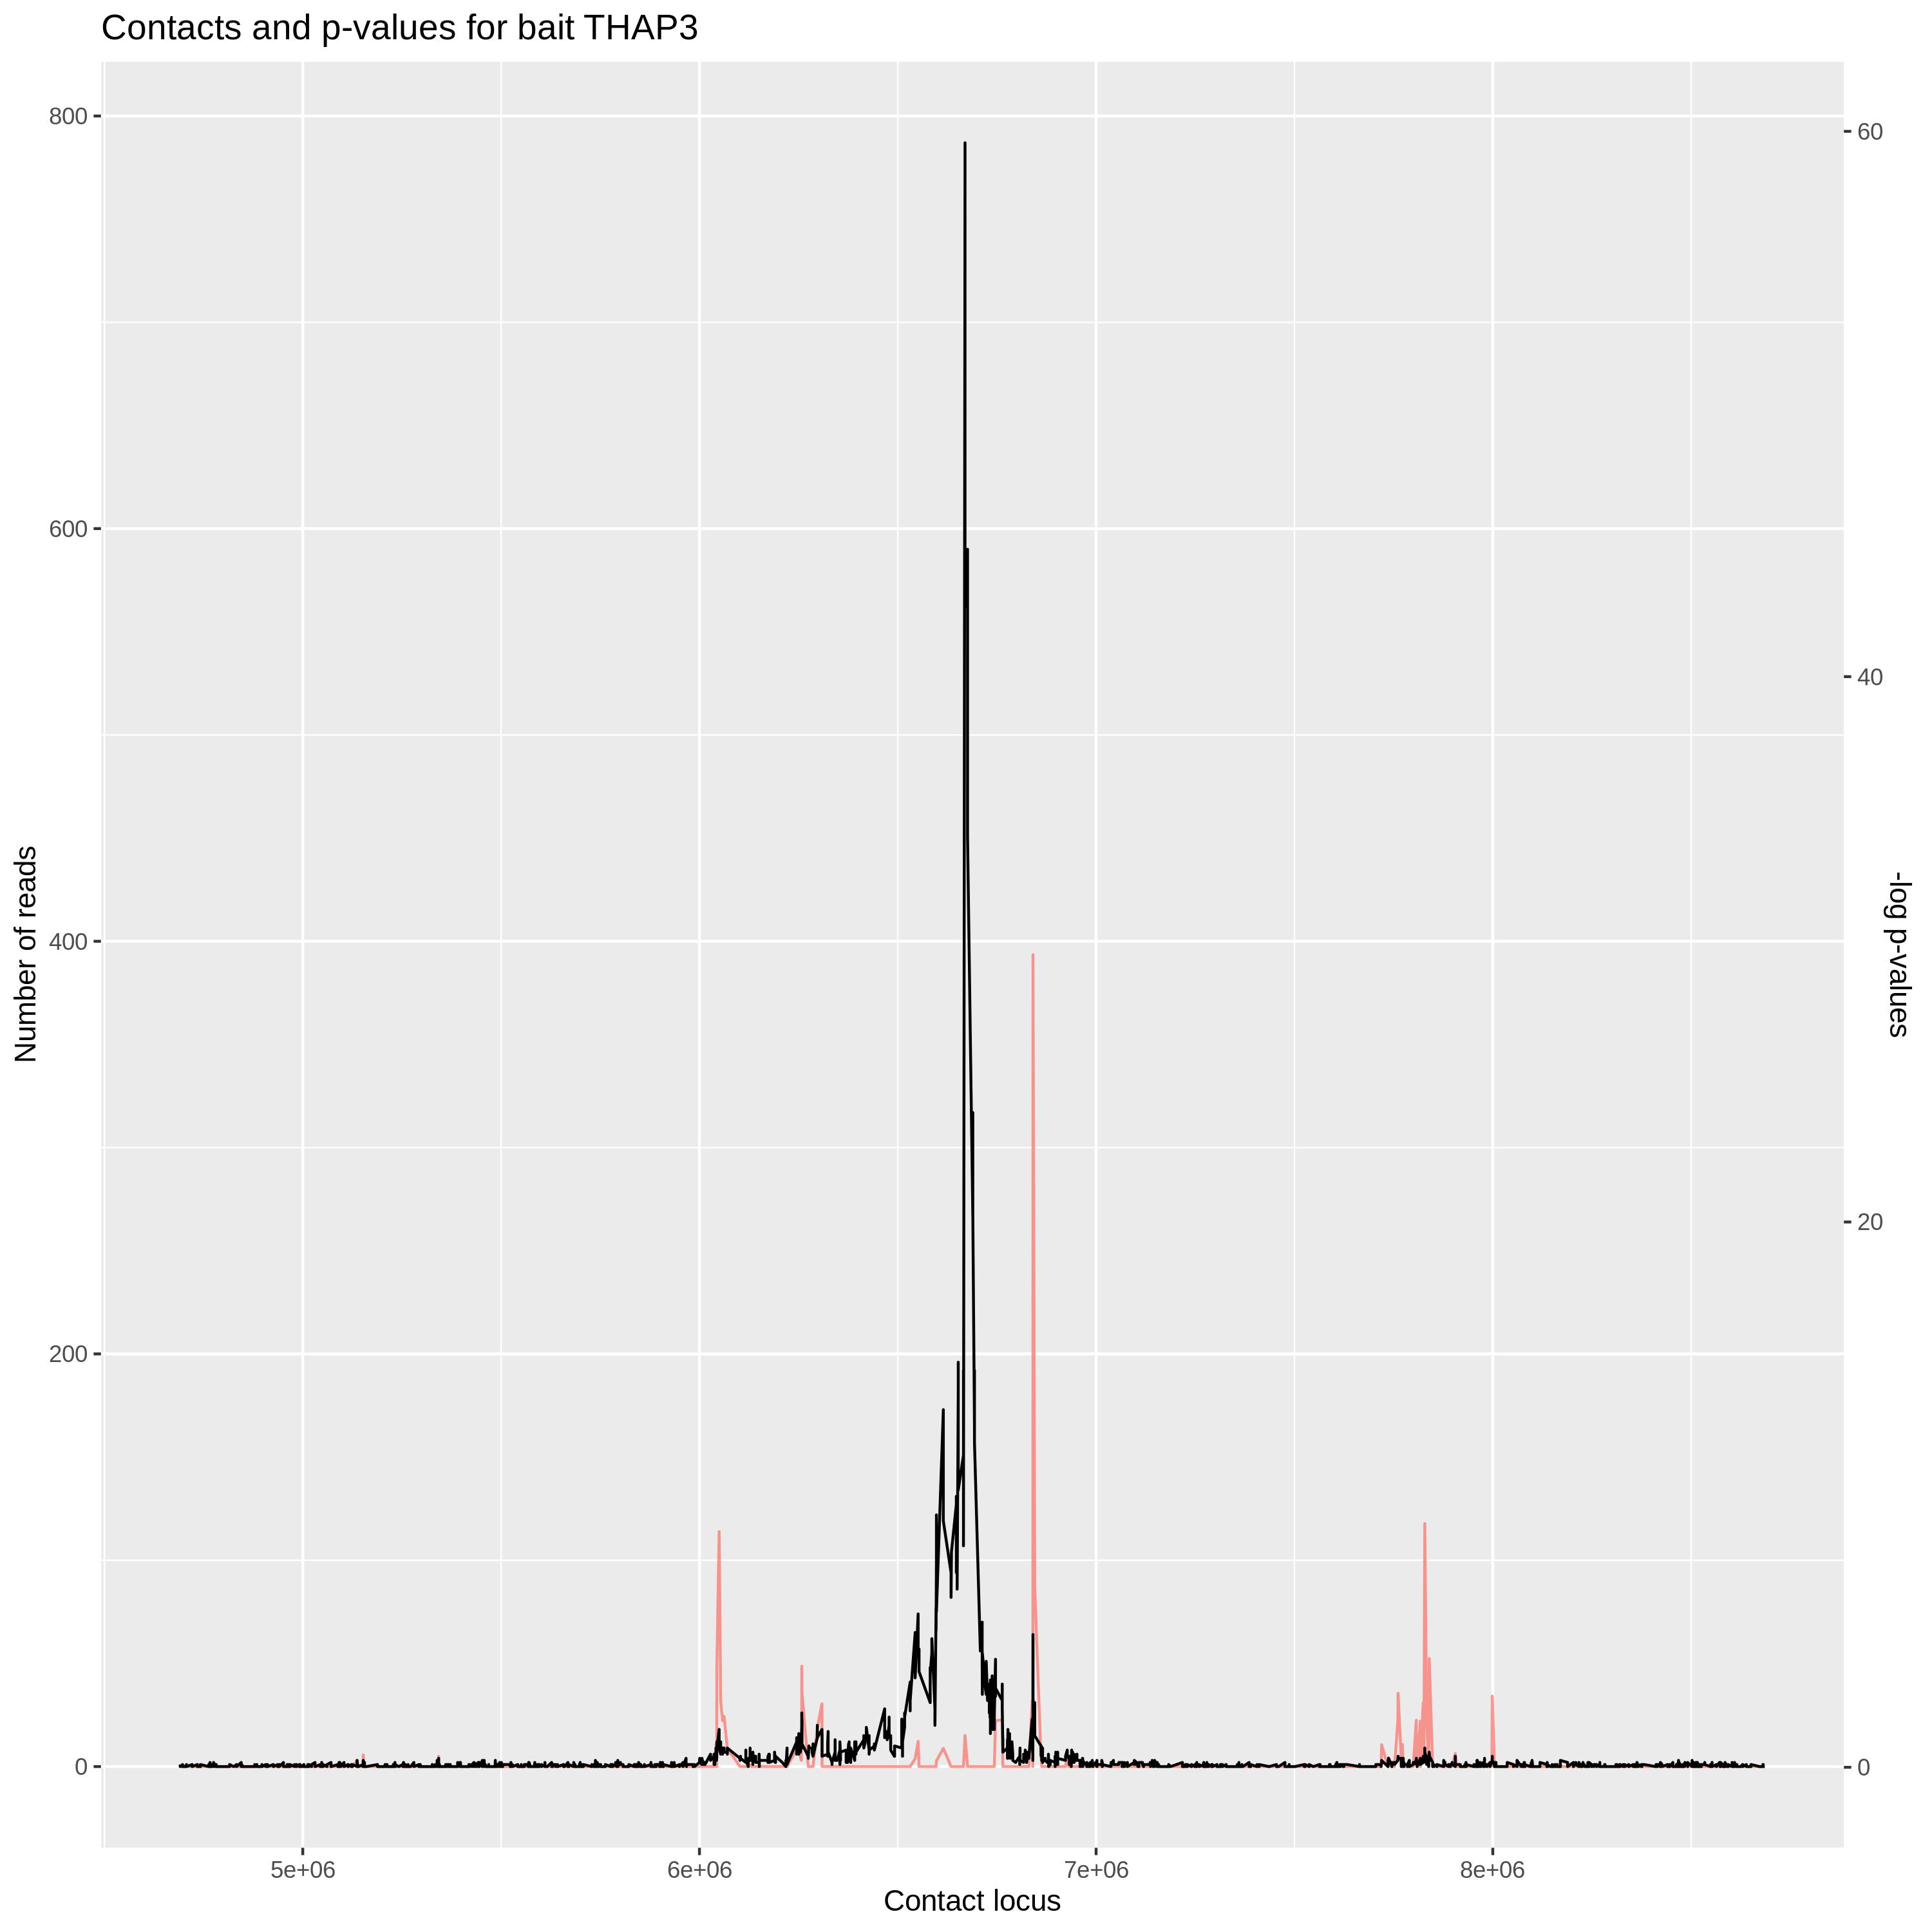 Contacts and p-values for bait THAP3
800
600
400
200
0
60
40
20
0
Number of reads
-log p-values
5e+06
6e+06
7e+06
8e+06
Contact locus